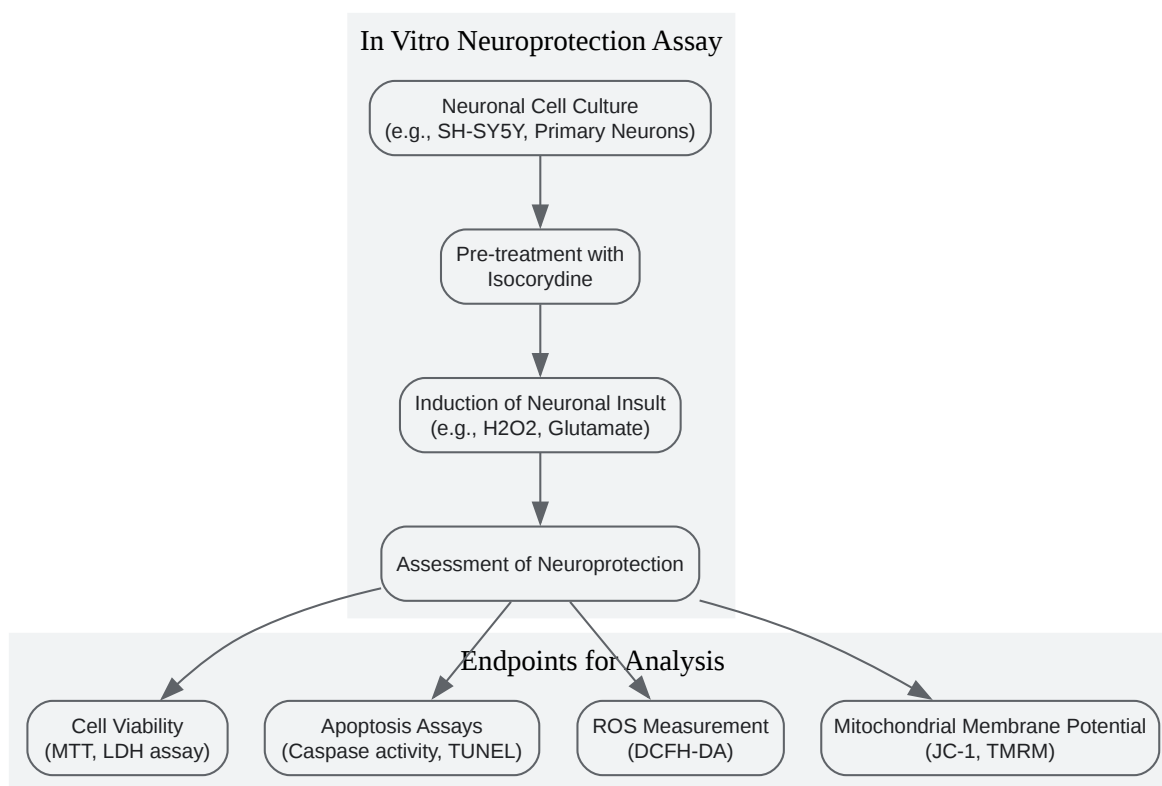 In Vitro Neuroprotection Assay
Neuronal Cell Culture
(e.g., SH-SY5Y, Primary Neurons)
Pre-treatment with
Isocorydine
Induction of Neuronal Insult
(e.g., H2O2, Glutamate)
Assessment of Neuroprotection
Endpoints for Analysis
Cell Viability
(MTT, LDH assay)
Apoptosis Assays
(Caspase activity, TUNEL)
ROS Measurement
(DCFH-DA)
Mitochondrial Membrane Potential
(JC-1, TMRM)